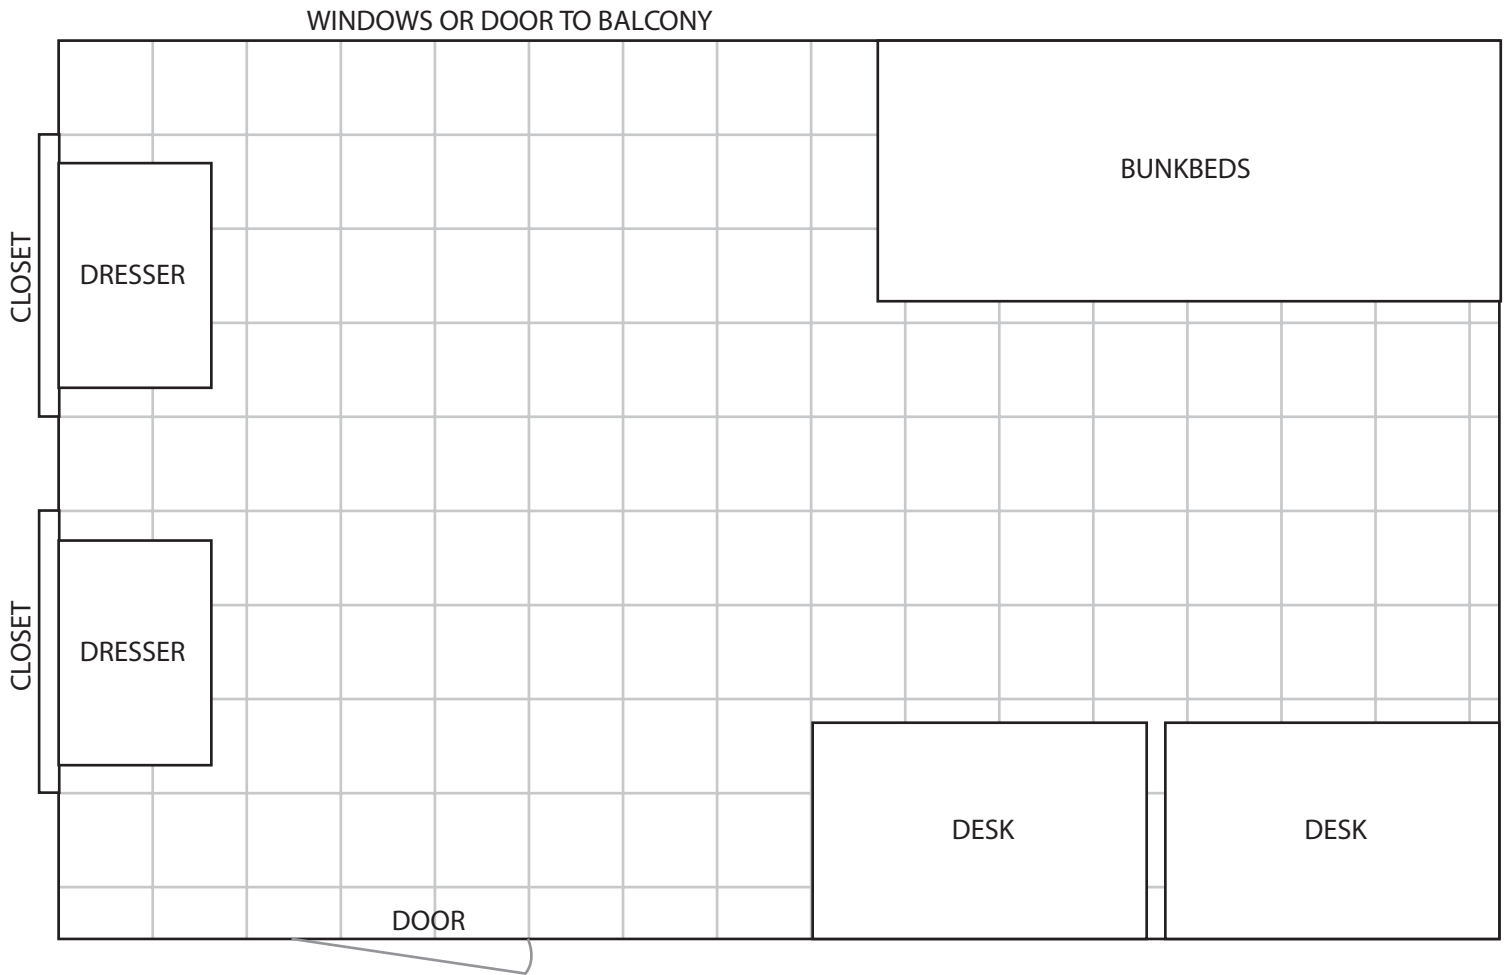 WINDOWS OR DOOR TO BALCONY
BUNKBEDS
CLOSET
DRESSER
CLOSET
DRESSER
DESK
DESK
DOOR